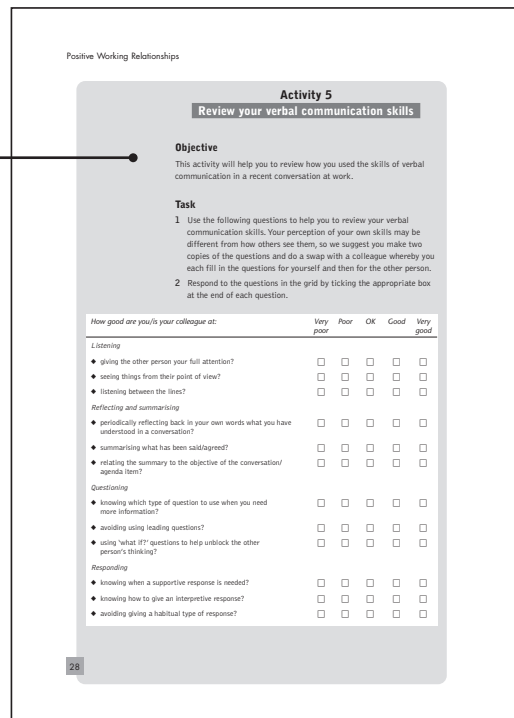 Positive Working Relationships
Activity 5
Review your verbal communication skills
Objective
This activity will help you to review how you used the skills of verbal
communication in a recent conversation at work.
Task
1 Use the following questions to help you to review your verbal
communication skills. Your perception of your own skills may be
different from how others see them, so we suggest you make two
copies of the questions and do a swap with a colleague whereby you
each fill in the questions for yourself and then for the other person.
2 Respond to the questions in the grid by ticking the appropriate box
at the end of each question.
How good are you/is your colleague at: Very Poor OK Good Very
poor good
Listening
◆ giving the other person your full attention? □ □ □ □ □
◆ seeing things from their point of view? □ □ □ □ □
◆ listening between the lines? □ □ □ □ □
Reflecting and summarising
◆ periodically reflecting back in your own words what you have □ □ □ □ □
understood in a conversation?
◆ summarising what has been said/agreed? □ □ □ □ □
◆ relating the summary to the objective of the conversation/ □ □ □ □ □
agenda item?
Questioning
◆ knowing which type of question to use when you need □ □ □ □ □
more information?
◆ avoiding using leading questions? □ □ □ □ □
◆ using 'what if?' questions to help unblock the other □ □ □ □ □
person's thinking?
Responding
◆ knowing when a supportive response is needed? □ □ □ □ □
◆ knowing how to give an interpretive response? □ □ □ □ □
◆ avoiding giving a habitual type of response? □ □ □ □ □
28